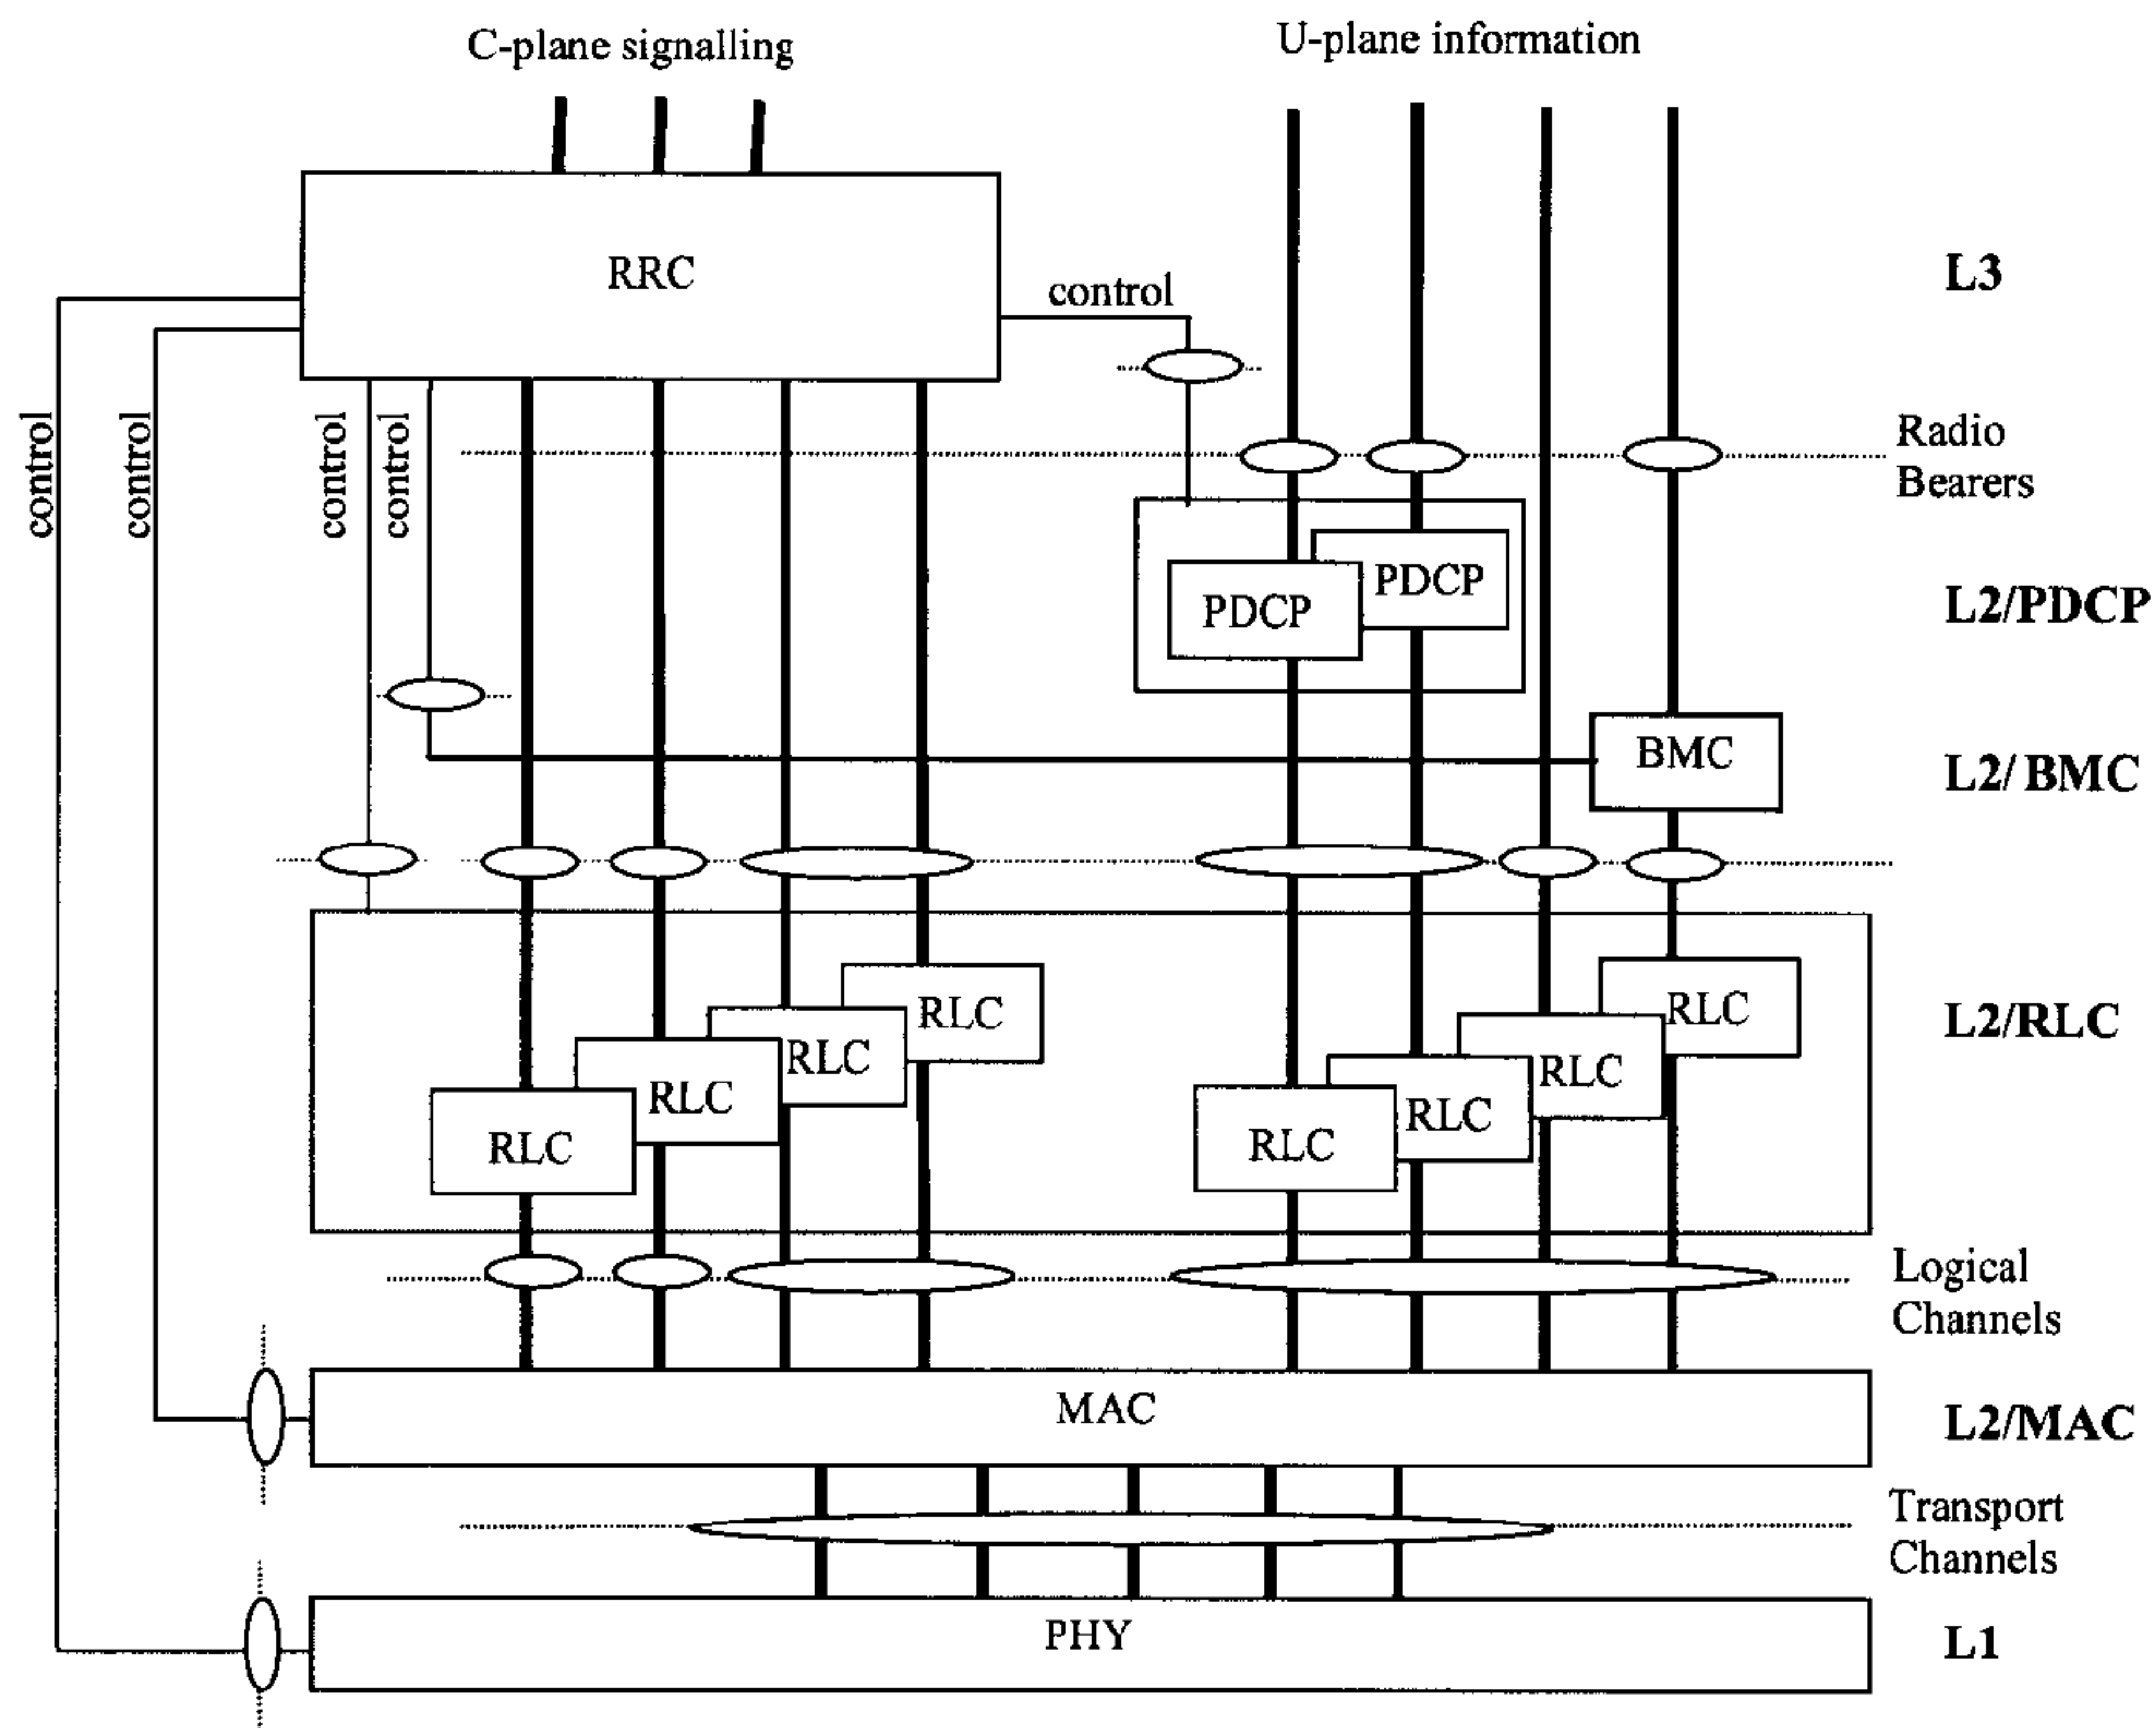 C-plane signalling
U-plane information
RRC
control
L3
control
control
control
control
Radio
Bearers
PDCP
PDCP
L2/PDCP
BMC
L2/ BMC
RLC
RLC
RLC
RLC
RLC
RLC
RLC
RLC
L2/RLC
Logical
Channels
MAC
L2/MAC
Transport
Channels
PHY
L1